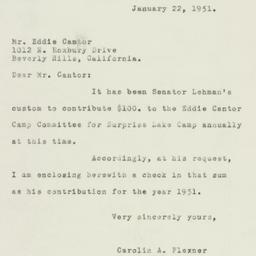 January 22, 1951.
Mr. Eddie Cantor
1012 N. Roxbury Drive
Beverly Hills, California.
Dear Mr. Cantor:
It has been Senator Lehman's
custom to contribute $100. to the Eddie Cantor
Camp Committee for Surprise Lake Camp annually
at this time.
Accordingly, at his request,
I am enclosing herewith a check in that sum
as his contribution for the year 1951.
Very sincerely yours,
Carolin A. Flexner